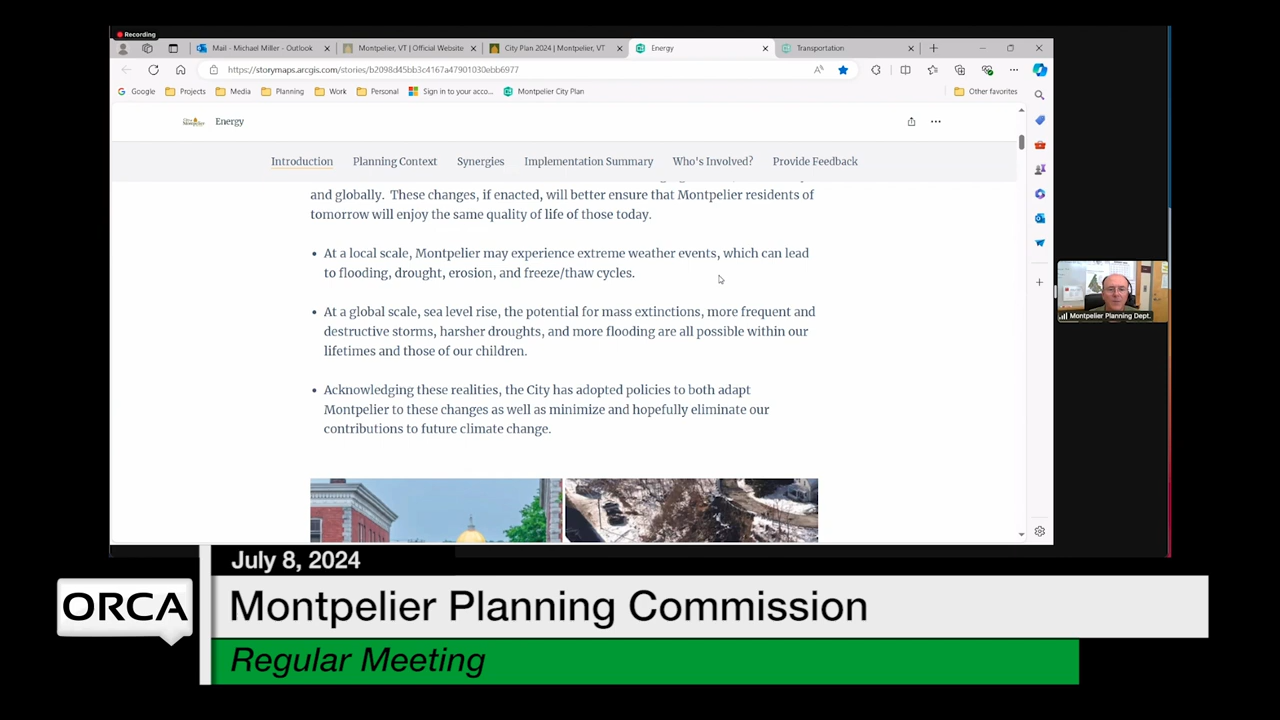 Recording
Mail - Michael Miller - Outlook
Montpelier, VT | Official Website
City Plan 2024 | Montpelier, VT
Energy
Transportation
https://storymaps.arcgis.com/stories/b2098d45bb3c4167a47901030ebb6977
Google
Projects
Media
Planning
Work
Personal
Sign in to your acco...
Montpelier City Plan
Other favorites
Energy
Introduction
Planning Context
Synergies
Implementation Summary
Who's Involved?
Provide Feedback
and globally. These changes, if enacted, will better ensure that Montpelier residents of
tomorrow will enjoy the same quality of life of those today.
• At a local scale, Montpelier may experience extreme weather events, which can lead
to flooding, drought, erosion, and freeze/thaw cycles.
• At a global scale, sea level rise, the potential for mass extinctions, more frequent and
destructive storms, harsher droughts, and more flooding are all possible within our
lifetimes and those of our children.
• Acknowledging these realities, the City has adopted policies to both adapt
Montpelier to these changes as well as minimize and hopefully eliminate our
contributions to future climate change.
Montpelier Planning Dept.
July 8, 2024
ORCA
Montpelier Planning Commission
Regular Meeting